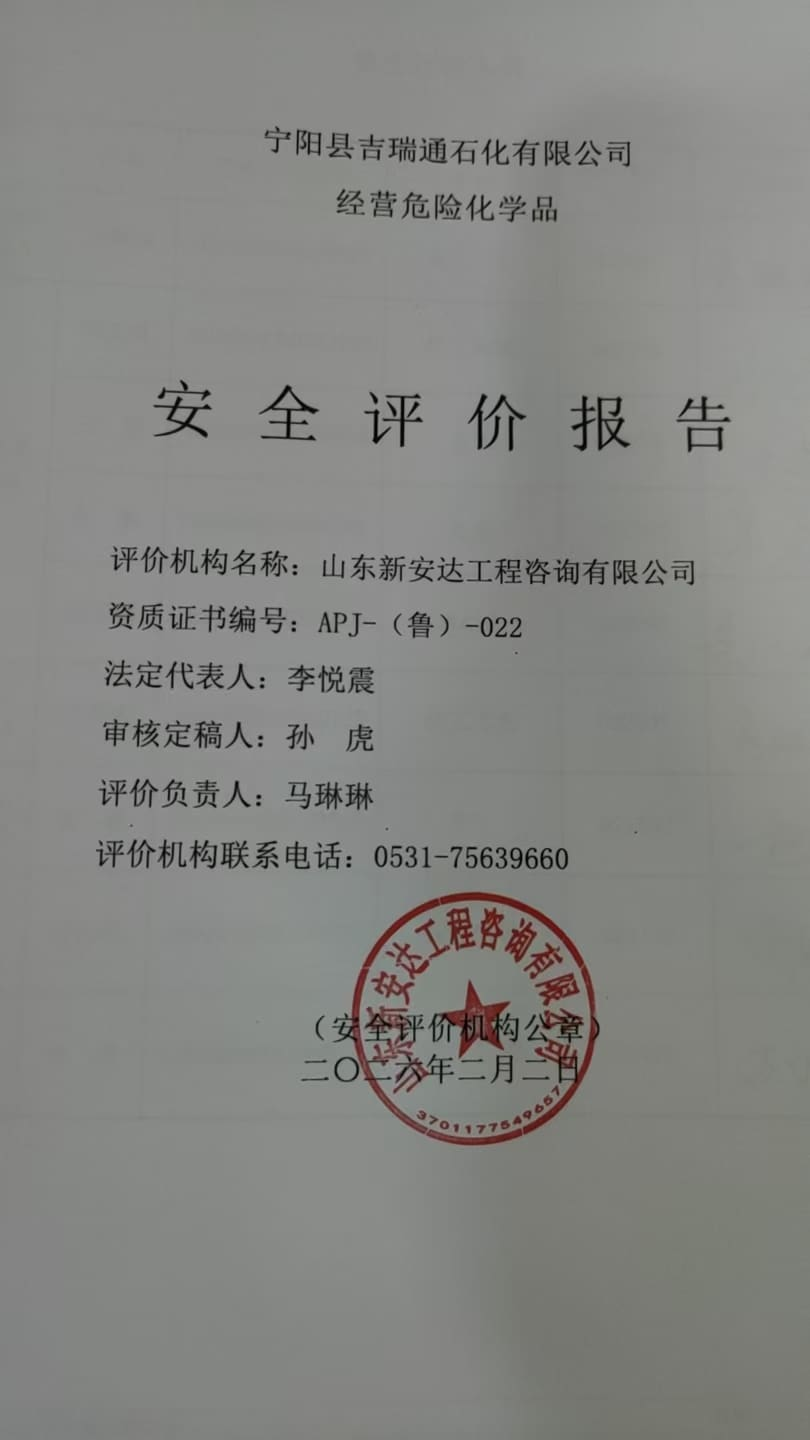 宁阳县吉瑞通石化有限公司
经营危险化学品
安全评价报告
评价机构名称：山东新安达工程咨询有限公司
资质证书编号：APJ-（鲁）-022
法定代表人：李悦震
审核定稿人：孙 虎
评价负责人：马琳琳
评价机构联系电话：0531-75639660
山东新安达工程咨询有限公司
（安全评价机构公章）
二〇二六年二月二日
3701177549657